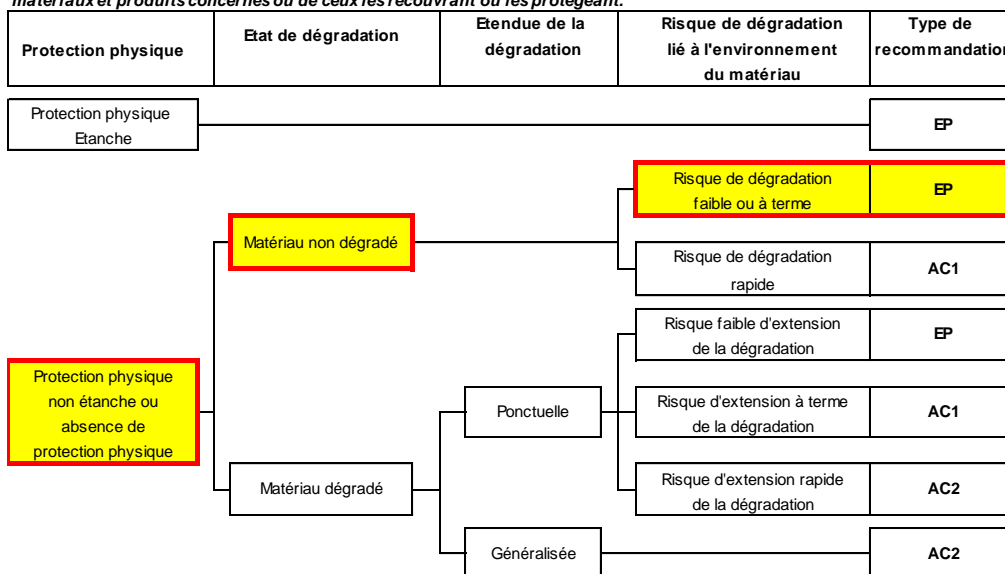 matériaux et produits concernés ou de ceux les recouvrant ou les protégeant.
Protection physique
Etat de dégradation
Etendue de la
dégradation
Risque de dégradation
lié à l'environnement
du matériau
Type de
recommandation
Protection physique
Etanche
EP
Risque de dégradation
faible ou à terme
EP
Matériau non dégradé
Risque de dégradation
rapide
AC1
Risque faible d'extension
de la dégradation
EP
Protection physique
non étanche ou
absence de
protection physique
Ponctuelle
Risque d'extension à terme
de la dégradation
AC1
Matériau dégradé
Risque d'extension rapide
de la dégradation
AC2
Généralisée
AC2